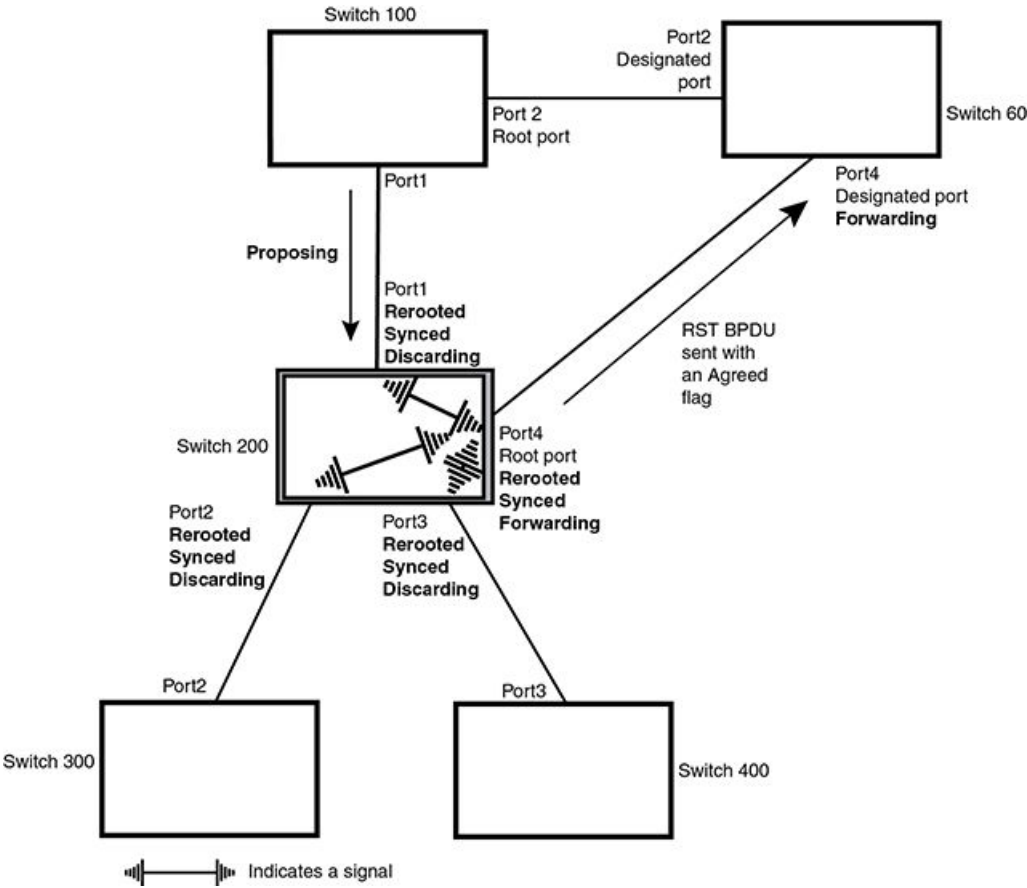 Switch 100
Port 2
Root port
Port1
Port2
Designated
port
Switch 60
Port4
Designated port
Forwarding
Proposing
Port1
Rerooted
Synced
Discarding
RST BPDU
sent with
an Agreed
flag
Switch 200
Port4
Root port
Rerooted
Synced
Forwarding
Port2
Rerooted
Synced
Discarding
Port3
Rerooted
Synced
Discarding
Port2
Switch 300
Port3
Switch 400
Indicates a signal